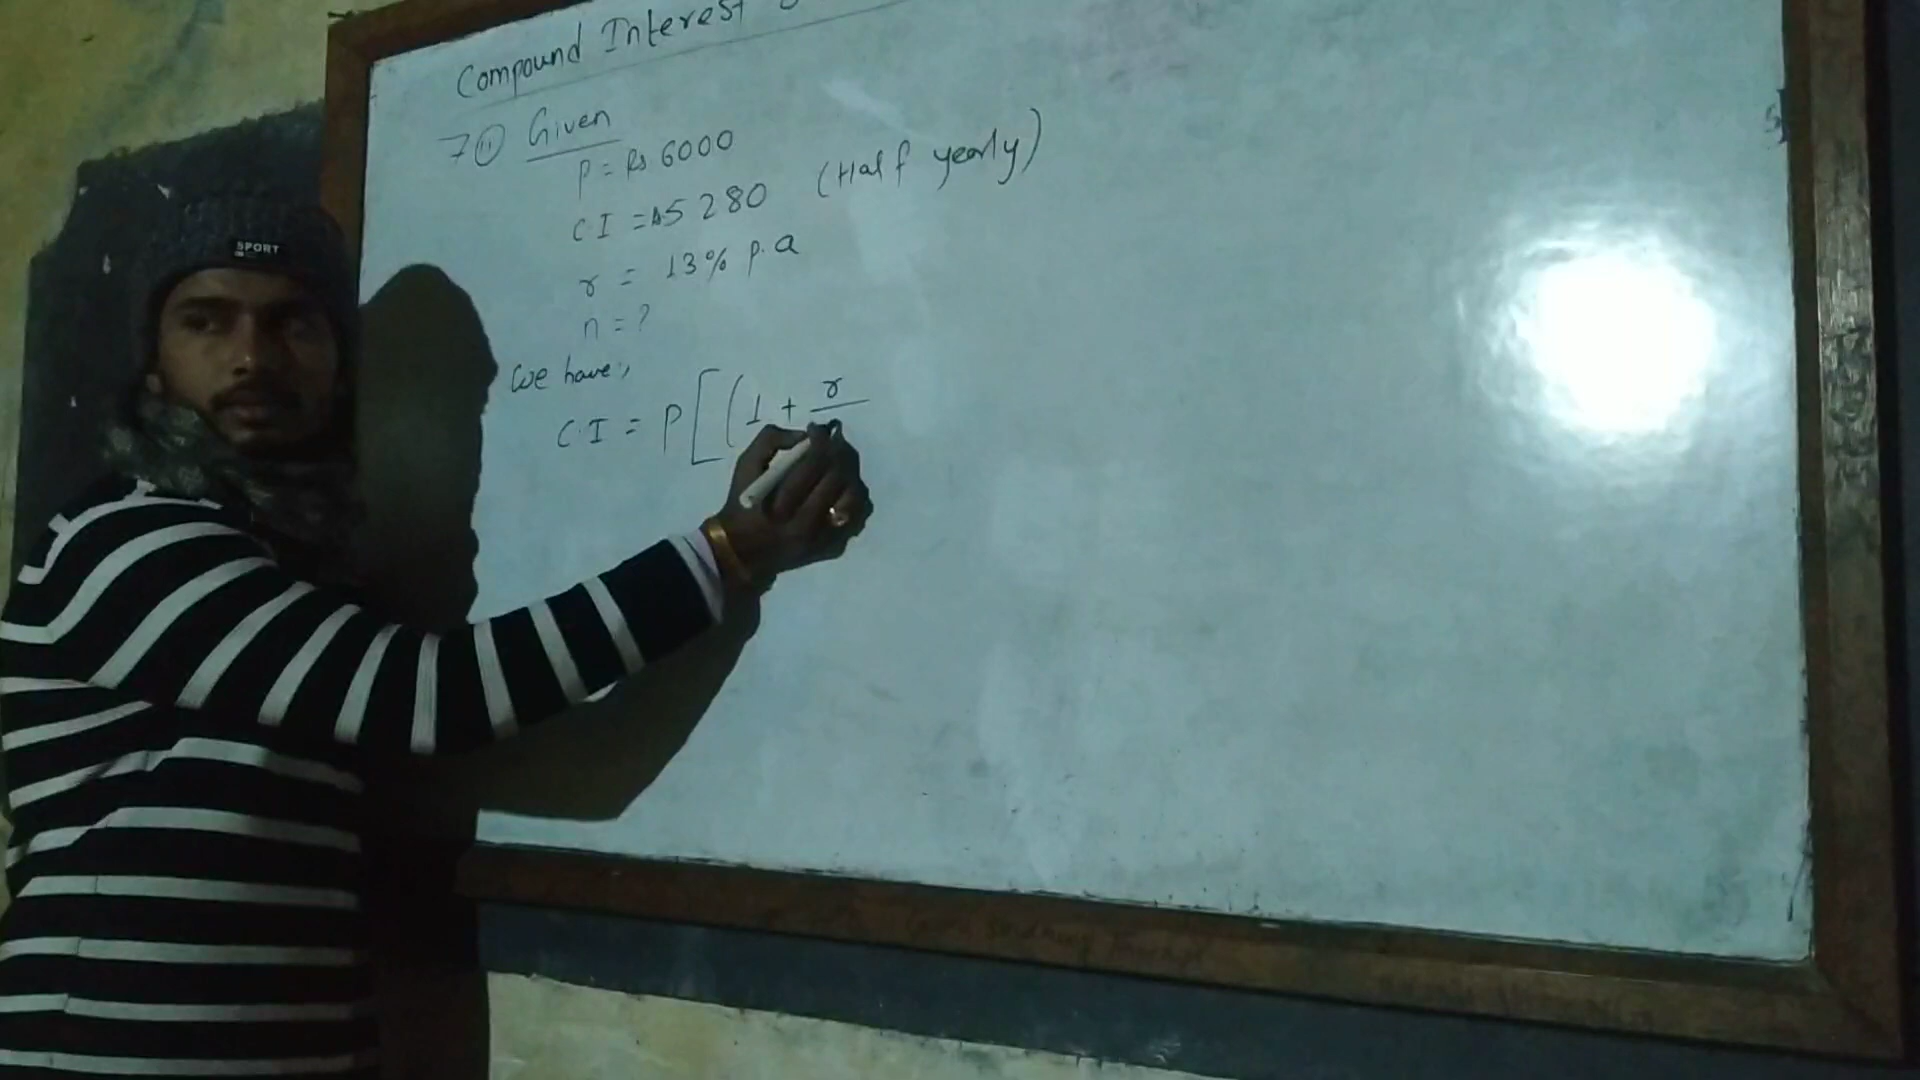 Compound Interest
7 (ii) Given
P = Rs 6000
C.I = Rs 5280 (Half yearly)
r = 13% p.a
n = ?
We have,
C.I = P[(1 + r
SPORT